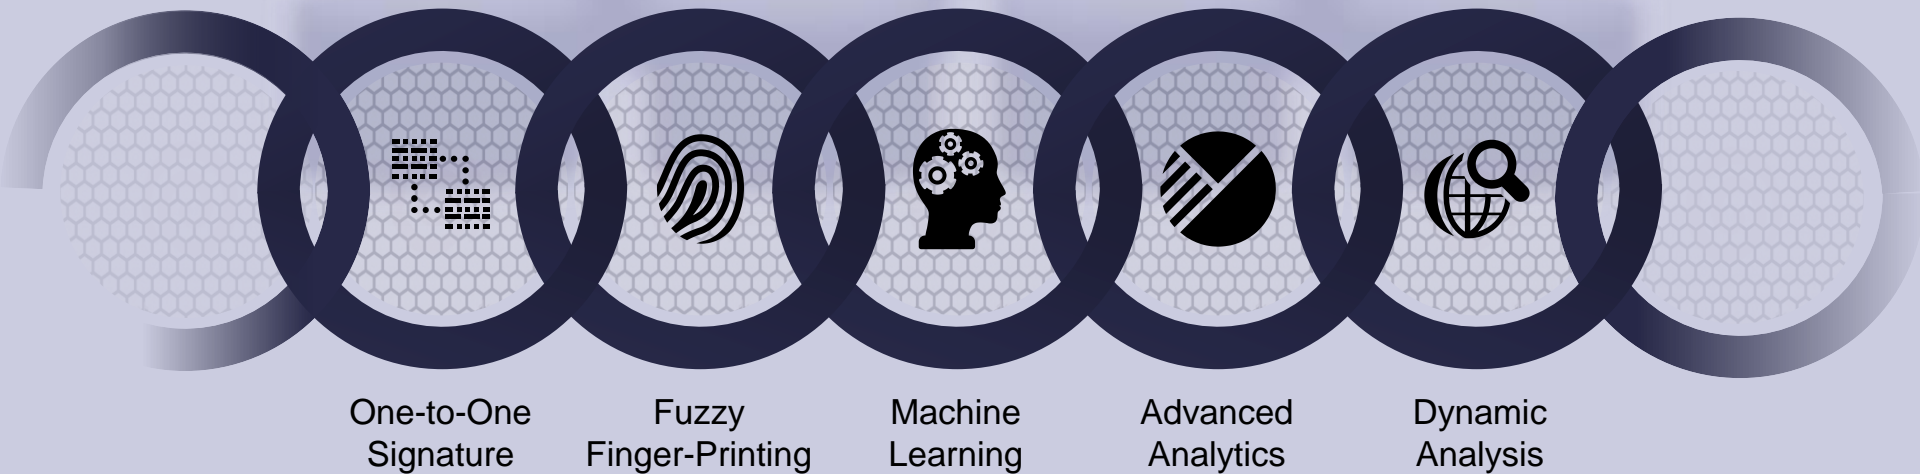 One-to-One
Signature
Fuzzy
Finger-Printing
Machine
Learning
Advanced
Analytics
Dynamic
Analysis